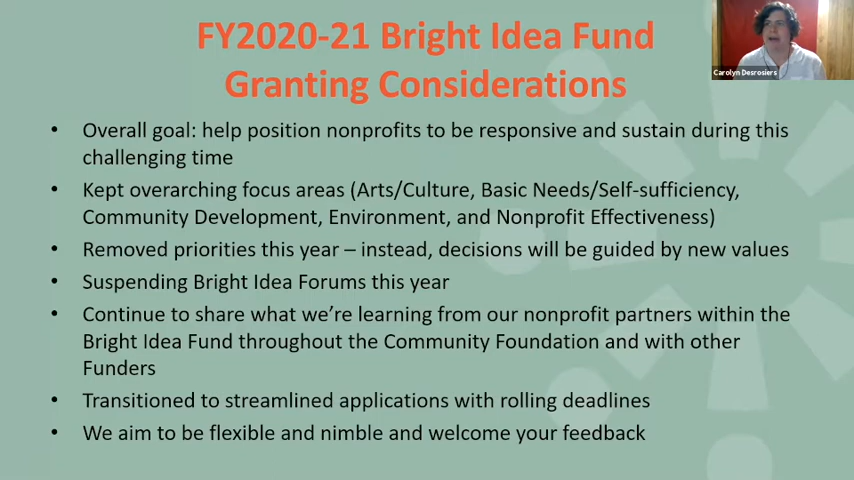 FY2020-21 Bright Idea Fund
Granting Considerations
Carolyn Desrosiers
• Overall goal: help position nonprofits to be responsive and sustain during this
challenging time
• Kept overarching focus areas (Arts/Culture, Basic Needs/Self-sufficiency,
Community Development, Environment, and Nonprofit Effectiveness)
• Removed priorities this year – instead, decisions will be guided by new values
• Suspending Bright Idea Forums this year
• Continue to share what we’re learning from our nonprofit partners within the
Bright Idea Fund throughout the Community Foundation and with other
Funders
• Transitioned to streamlined applications with rolling deadlines
• We aim to be flexible and nimble and welcome your feedback